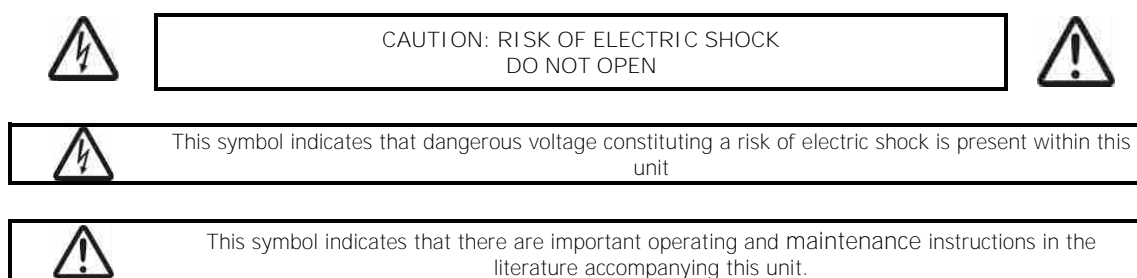 CAUTION: RISK OF ELECTRIC SHOCK
DO NOT OPEN
This symbol indicates that dangerous voltage constituting a risk of electric shock is present within this
unit
This symbol indicates that there are important operating and maintenance instructions in the
literature accompanying this unit.